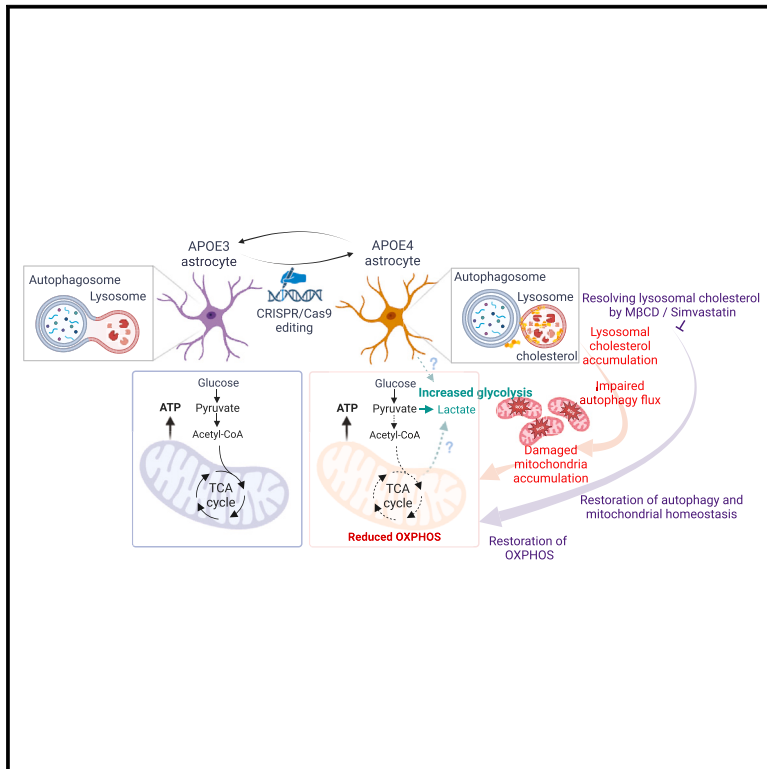 APOE3
astrocyte
APOE4
astrocyte
CRISPR/Cas9
editing
Autophagosome
Lysosome
Autophagosome
Lysosome
cholesterol
Resolving lysosomal cholesterol
by MβCD / Simvastatin
Lysosomal
cholesterol
accumulation
Impaired
autophagy flux
Damaged
mitochondria
accumulation
Restoration of autophagy and
mitochondrial homeostasis
Restoration of
OXPHOS
Glucose
ATP
Pyruvate
Acetyl-CoA
TCA
cycle
?
Glucose
Increased glycolysis
ATP
Pyruvate
Lactate
Acetyl-CoA
?
TCA
cycle
Reduced OXPHOS